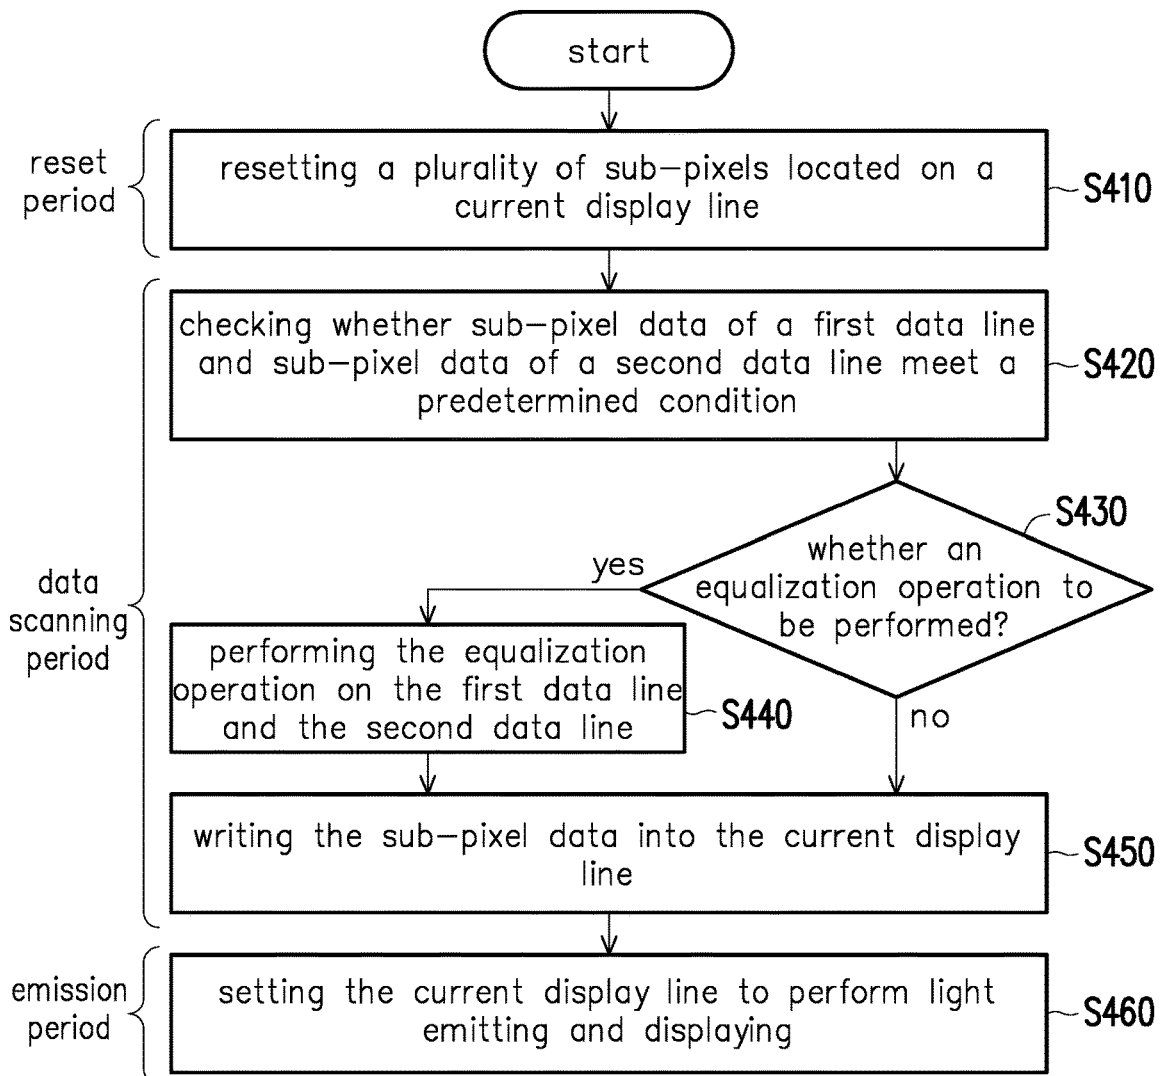 start
reset
period
resetting a plurality of sub-pixels located on a
current display line
S410
checking whether sub-pixel data of a first data line
and sub-pixel data of a second data line meet a
predetermined condition
S420
data
scanning
period
S430
whether an
equalization operation to
be performed?
yes
no
performing the equalization
operation on the first data line
and the second data line
S440
writing the sub-pixel data into the current display
line
S450
emission
period
setting the current display line to perform light
emitting and displaying
S460